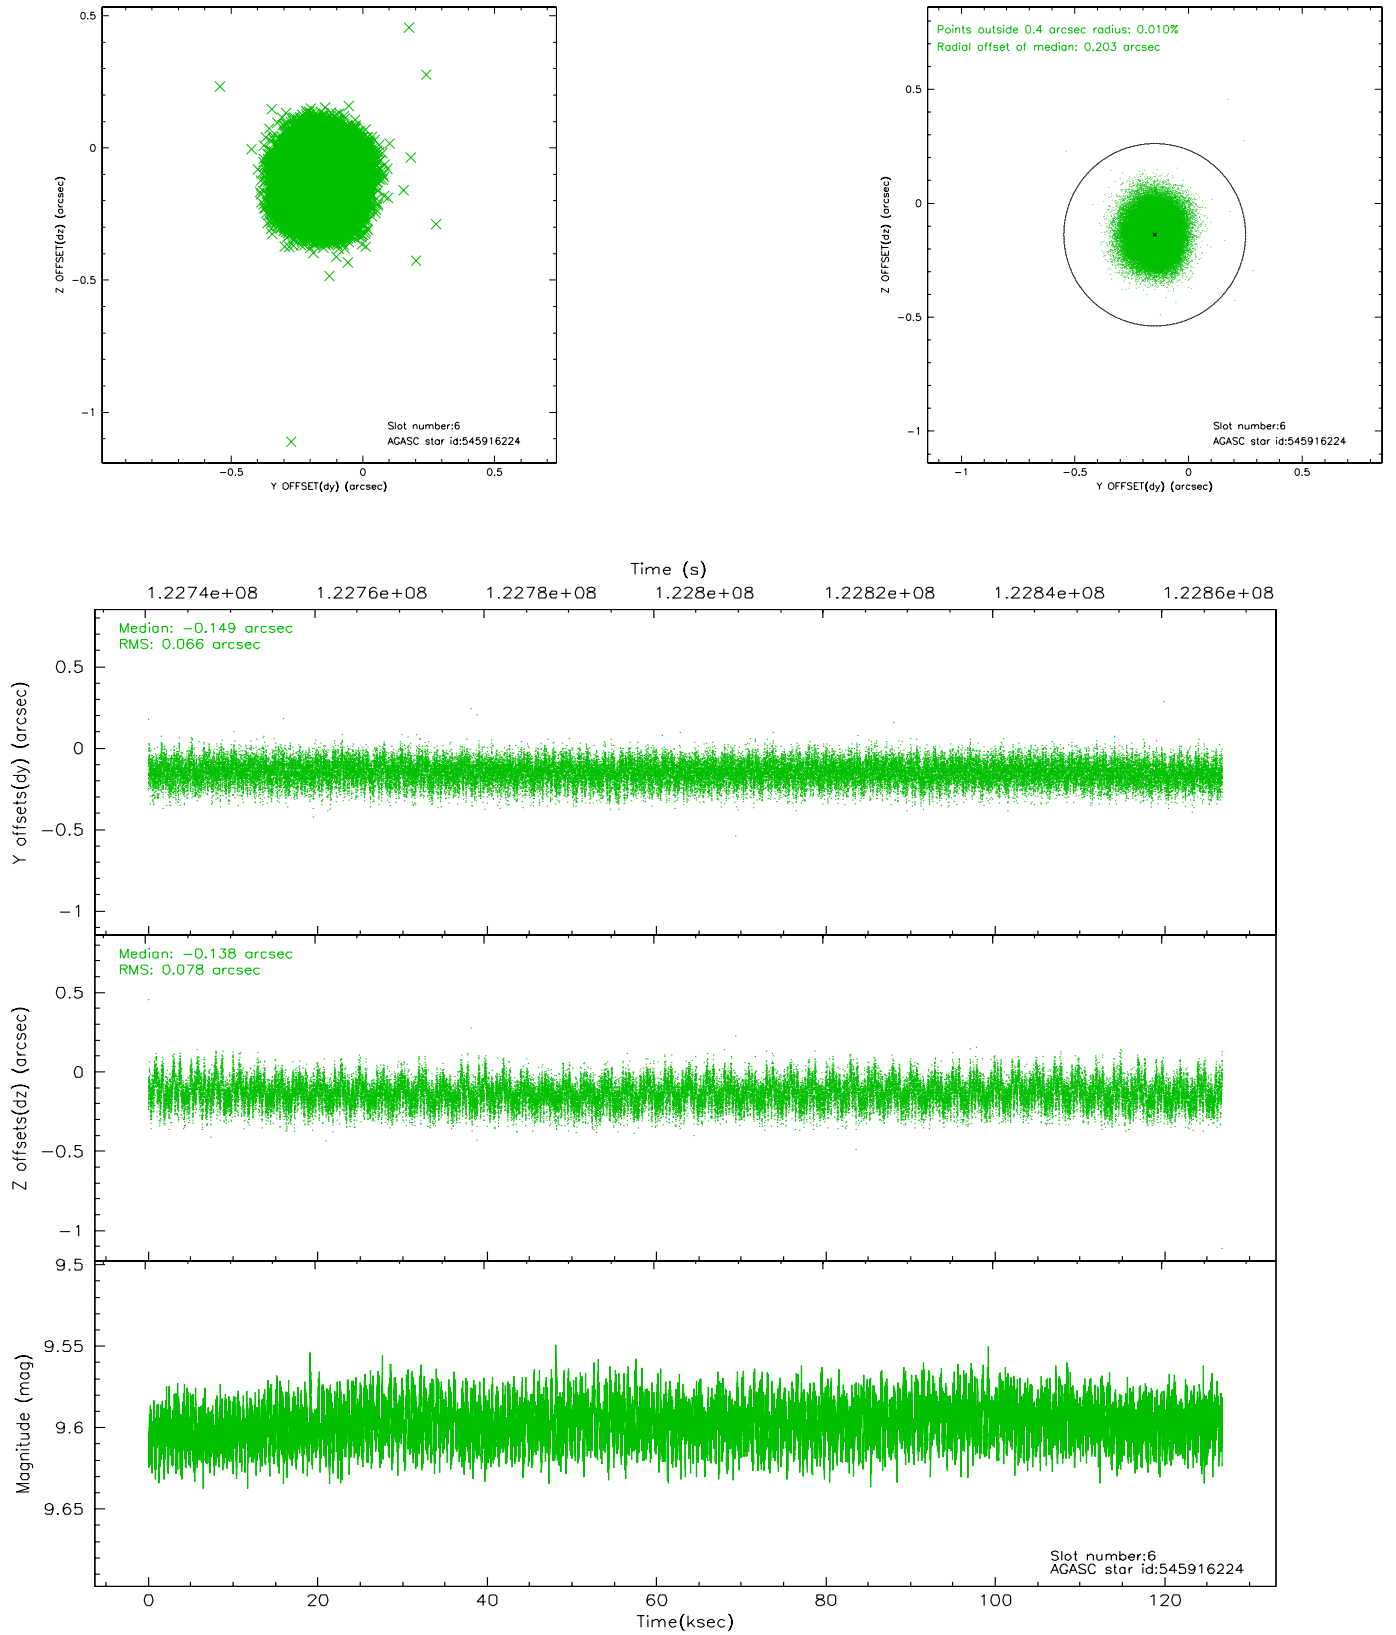 0.5
0
-0.5
-1
Z OFFSET(dz) (arcsec)
Slot number:6
AGASC star id:545916224
-0.5 0 0.5
Y OFFSET(dy) (arcsec)
Points outside 0.4 arcsec radius: 0.010%
Radial offset of median: 0.203 arcsec
0.5
0
-0.5
-1
Z OFFSET(dz) (arcsec)
Slot number:6
AGASC star id:545916224
-1 -0.5 0 0.5
Y OFFSET(dy) (arcsec)
Time (s)
1.2274e+08 1.2276e+08 1.2278e+08 1.228e+08 1.2282e+08 1.2284e+08 1.2286e+08
Median: -0.149 arcsec
RMS: 0.066 arcsec
0.5
0
-0.5
-1
Y offsets(dy) (arcsec)
Median: -0.138 arcsec
RMS: 0.078 arcsec
0.5
0
-0.5
-1
Z offsets(dz) (arcsec)
9.5
9.55
9.6
9.65
Magnitude (mag)
Slot number:6
AGASC star id:545916224
0 20 40 60 80 100 120
Time(ksec)